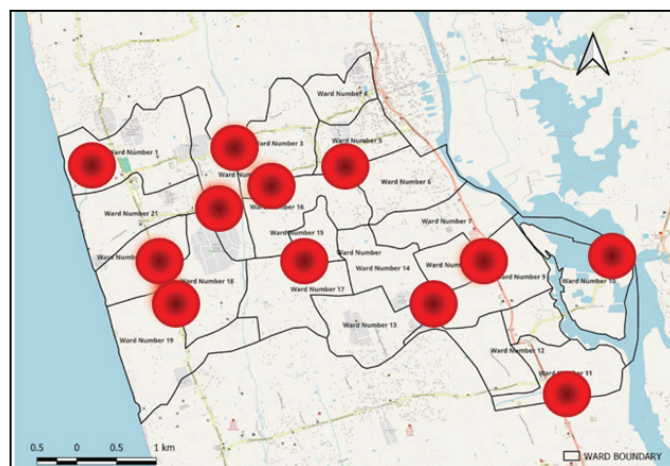 Ward Number 4
Ward Number 1
Ward Number 3
Ward Number 5
Ward Number 6
Ward Number 16
Ward Number 21
Ward Number 7
Ward Number 15
Ward Number
Ward Number
Ward Number 14
Ward Number 9
Ward Number 10
Ward Number 18
Ward Number 17
Ward Number 13
Ward Number 19
Ward Number 12
Ward Number 11
0.5 0 0.5 1 km
WARD BOUNDARY